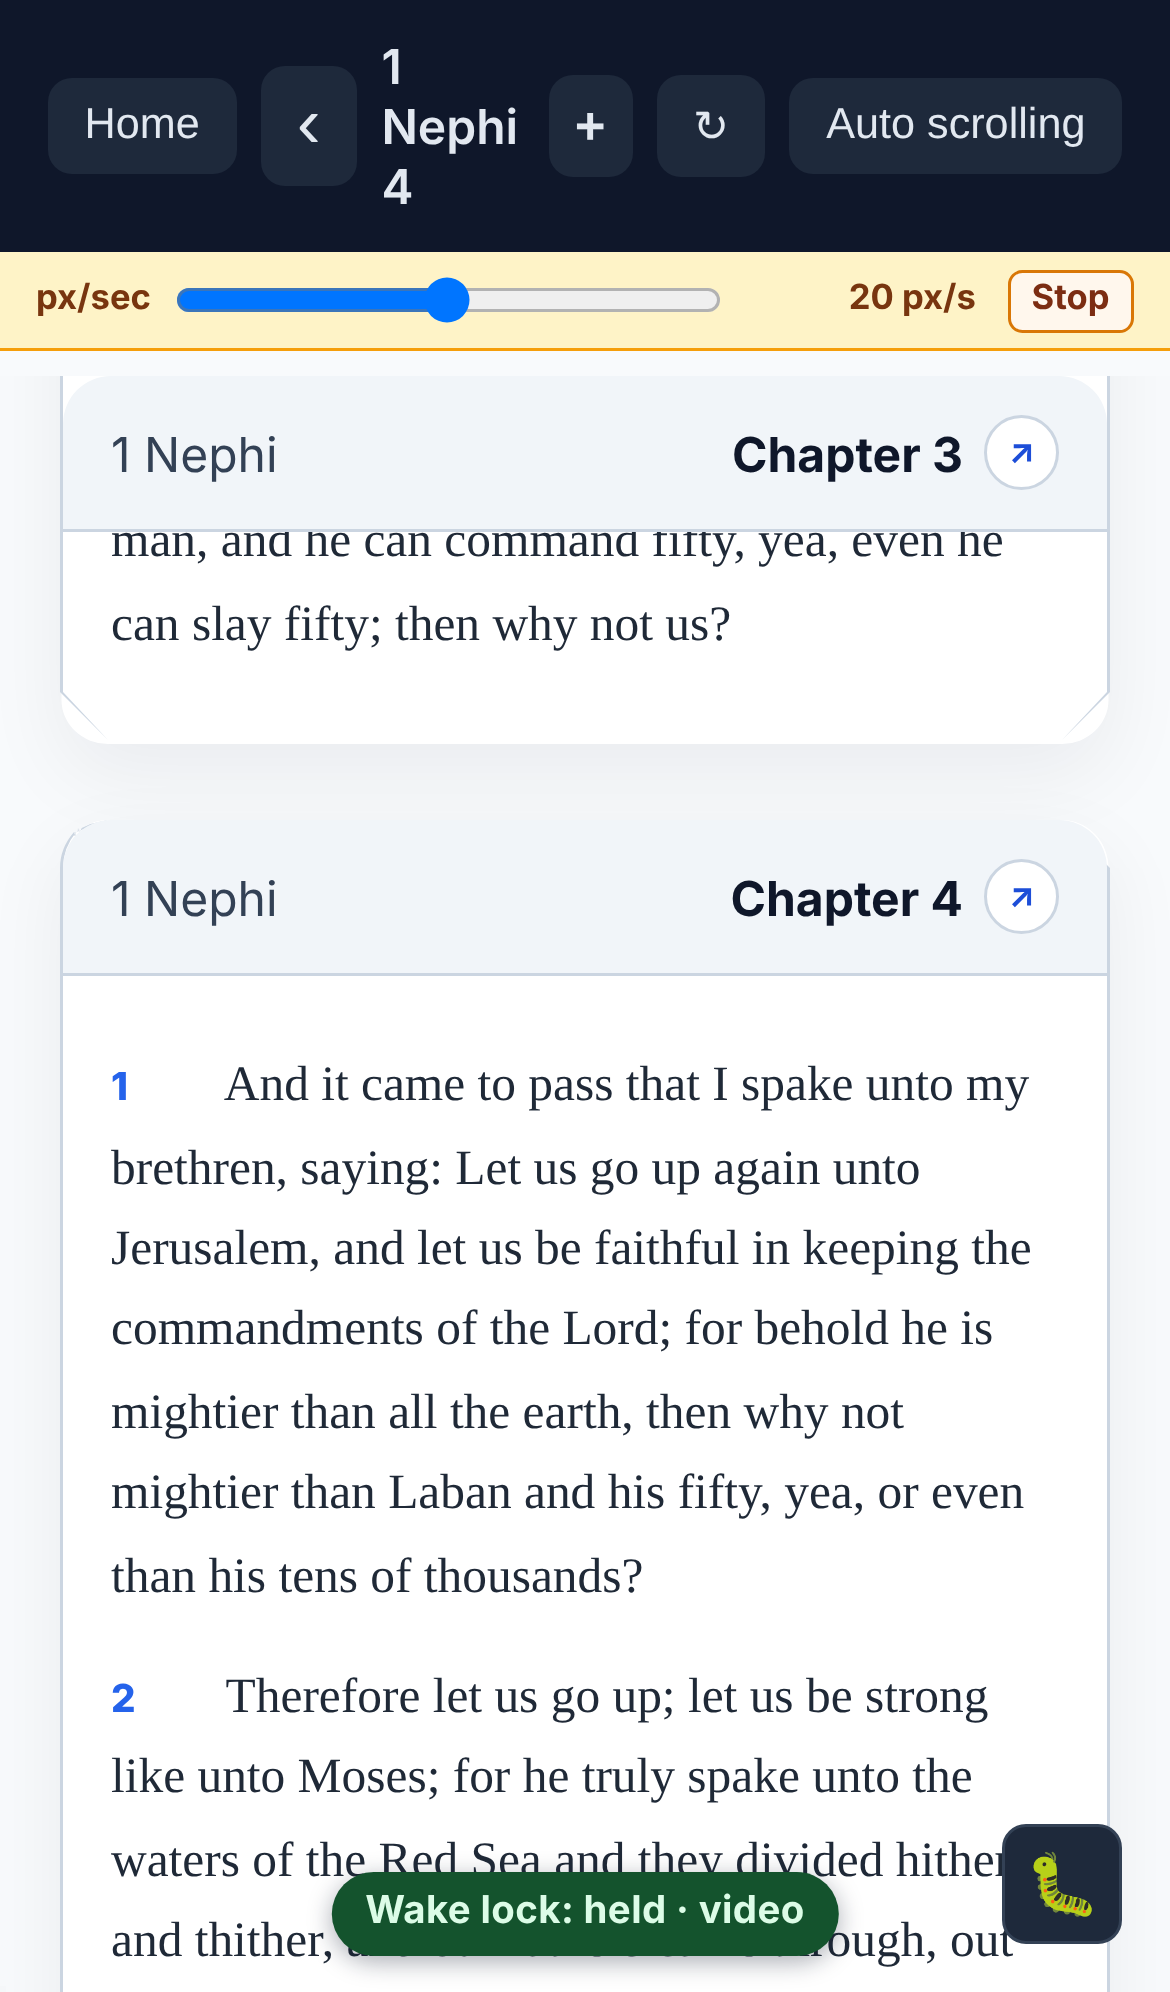 Home
‹
1
Nephi
4
+
↻
Auto scrolling
px/sec
20 px/s
Stop
1 Nephi
Chapter 3
man, and he can command fifty, yea, even he
can slay fifty; then why not us?
1 Nephi
Chapter 4
1 And it came to pass that I spake unto my
brethren, saying: Let us go up again unto
Jerusalem, and let us be faithful in keeping the
commandments of the Lord; for behold he is
mightier than all the earth, then why not
mightier than Laban and his fifty, yea, or even
than his tens of thousands?
2 Therefore let us go up; let us be strong
like unto Moses; for he truly spake unto the
waters of the Red Sea and they divided hither
and thither, out
Wake lock: held · video